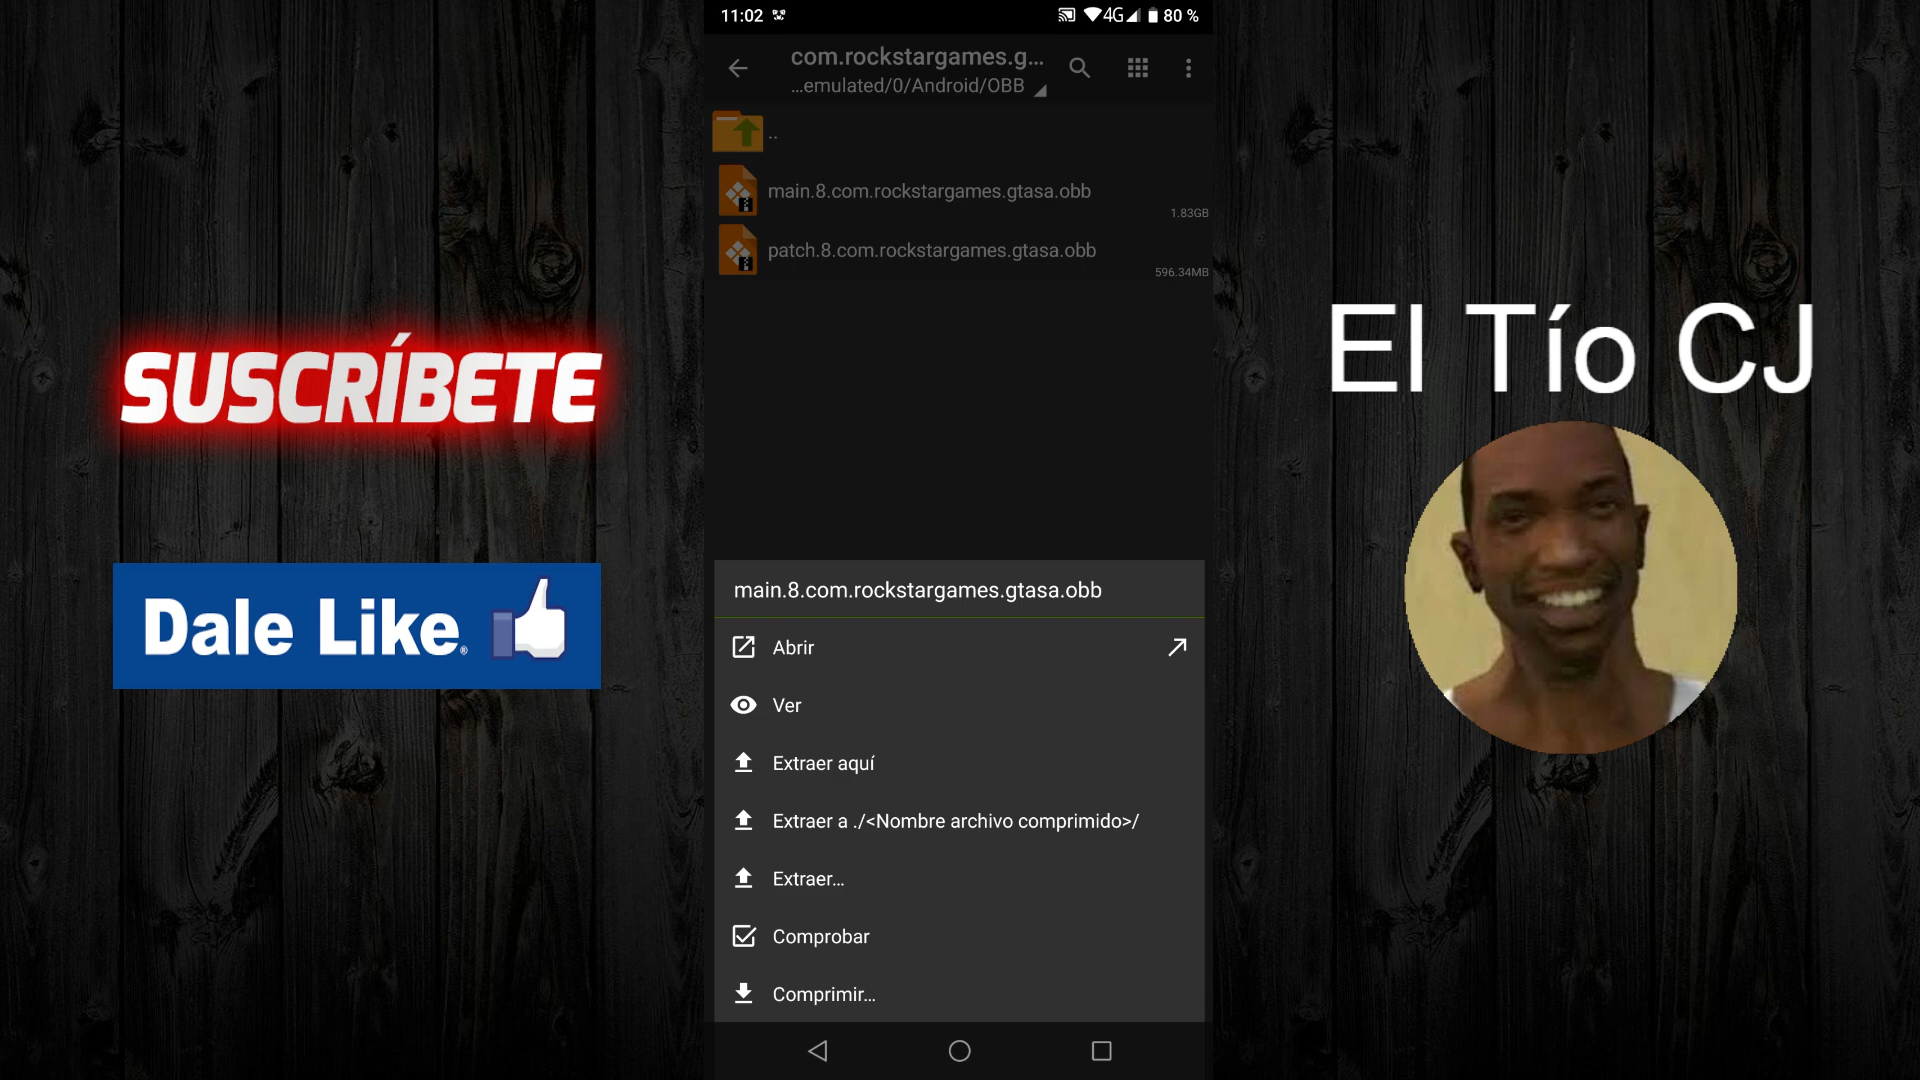 11:02
4G
80 %
com.rockstargames.g...
...emulated/0/Android/OBB
..
main.8.com.rockstargames.gtasa.obb
1.83GB
patch.8.com.rockstargames.gtasa.obb
596.34MB
SUSCRÍBETE
Dale Like®
El Tío CJ
main.8.com.rockstargames.gtasa.obb
Abrir
Ver
Extraer aquí
Extraer a ./<Nombre archivo comprimido>/
Extraer...
Comprobar
Comprimir...